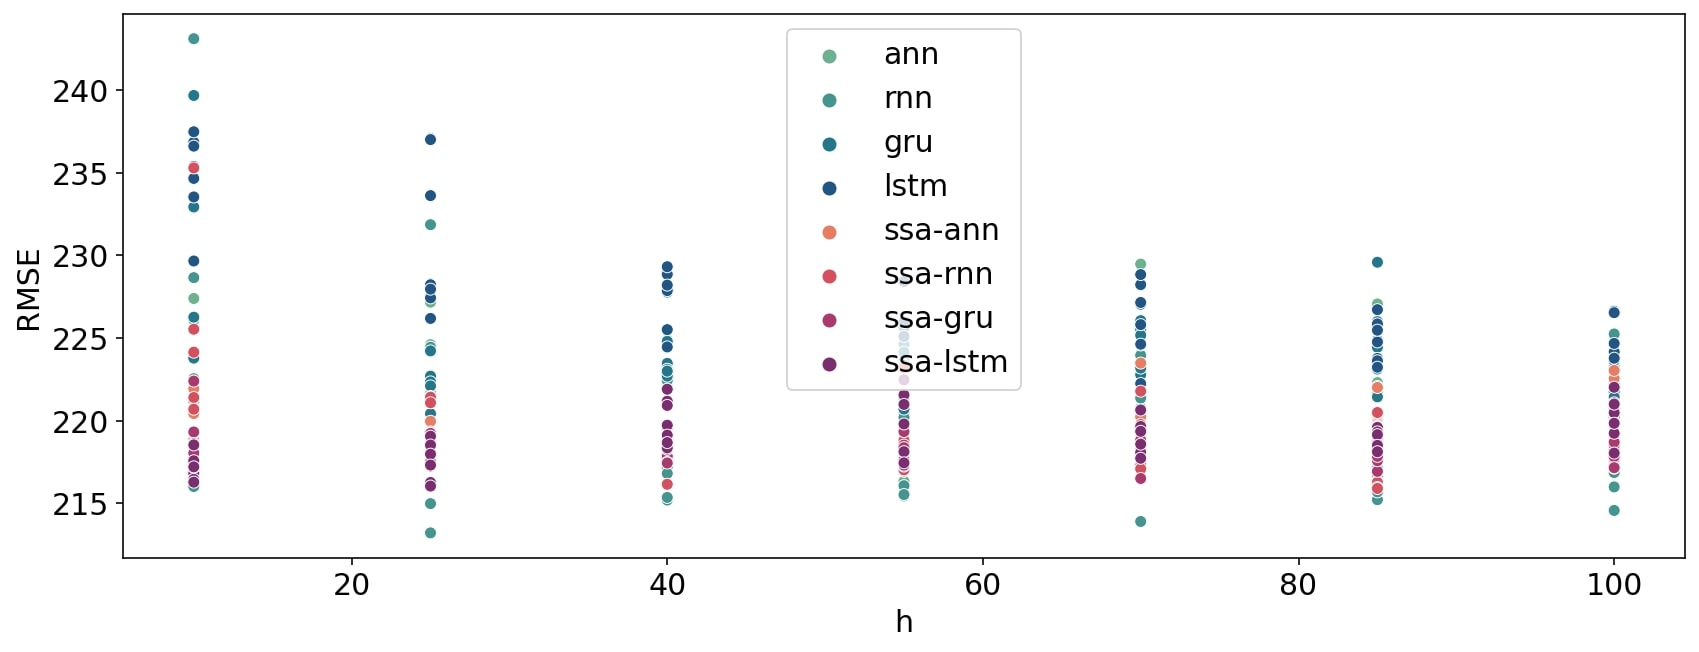 240
235
230
225
220
215
RMSE
ann
rnn
gru
lstm
ssa-ann
ssa-rnn
ssa-gru
ssa-lstm
20
40
60
80
100
h